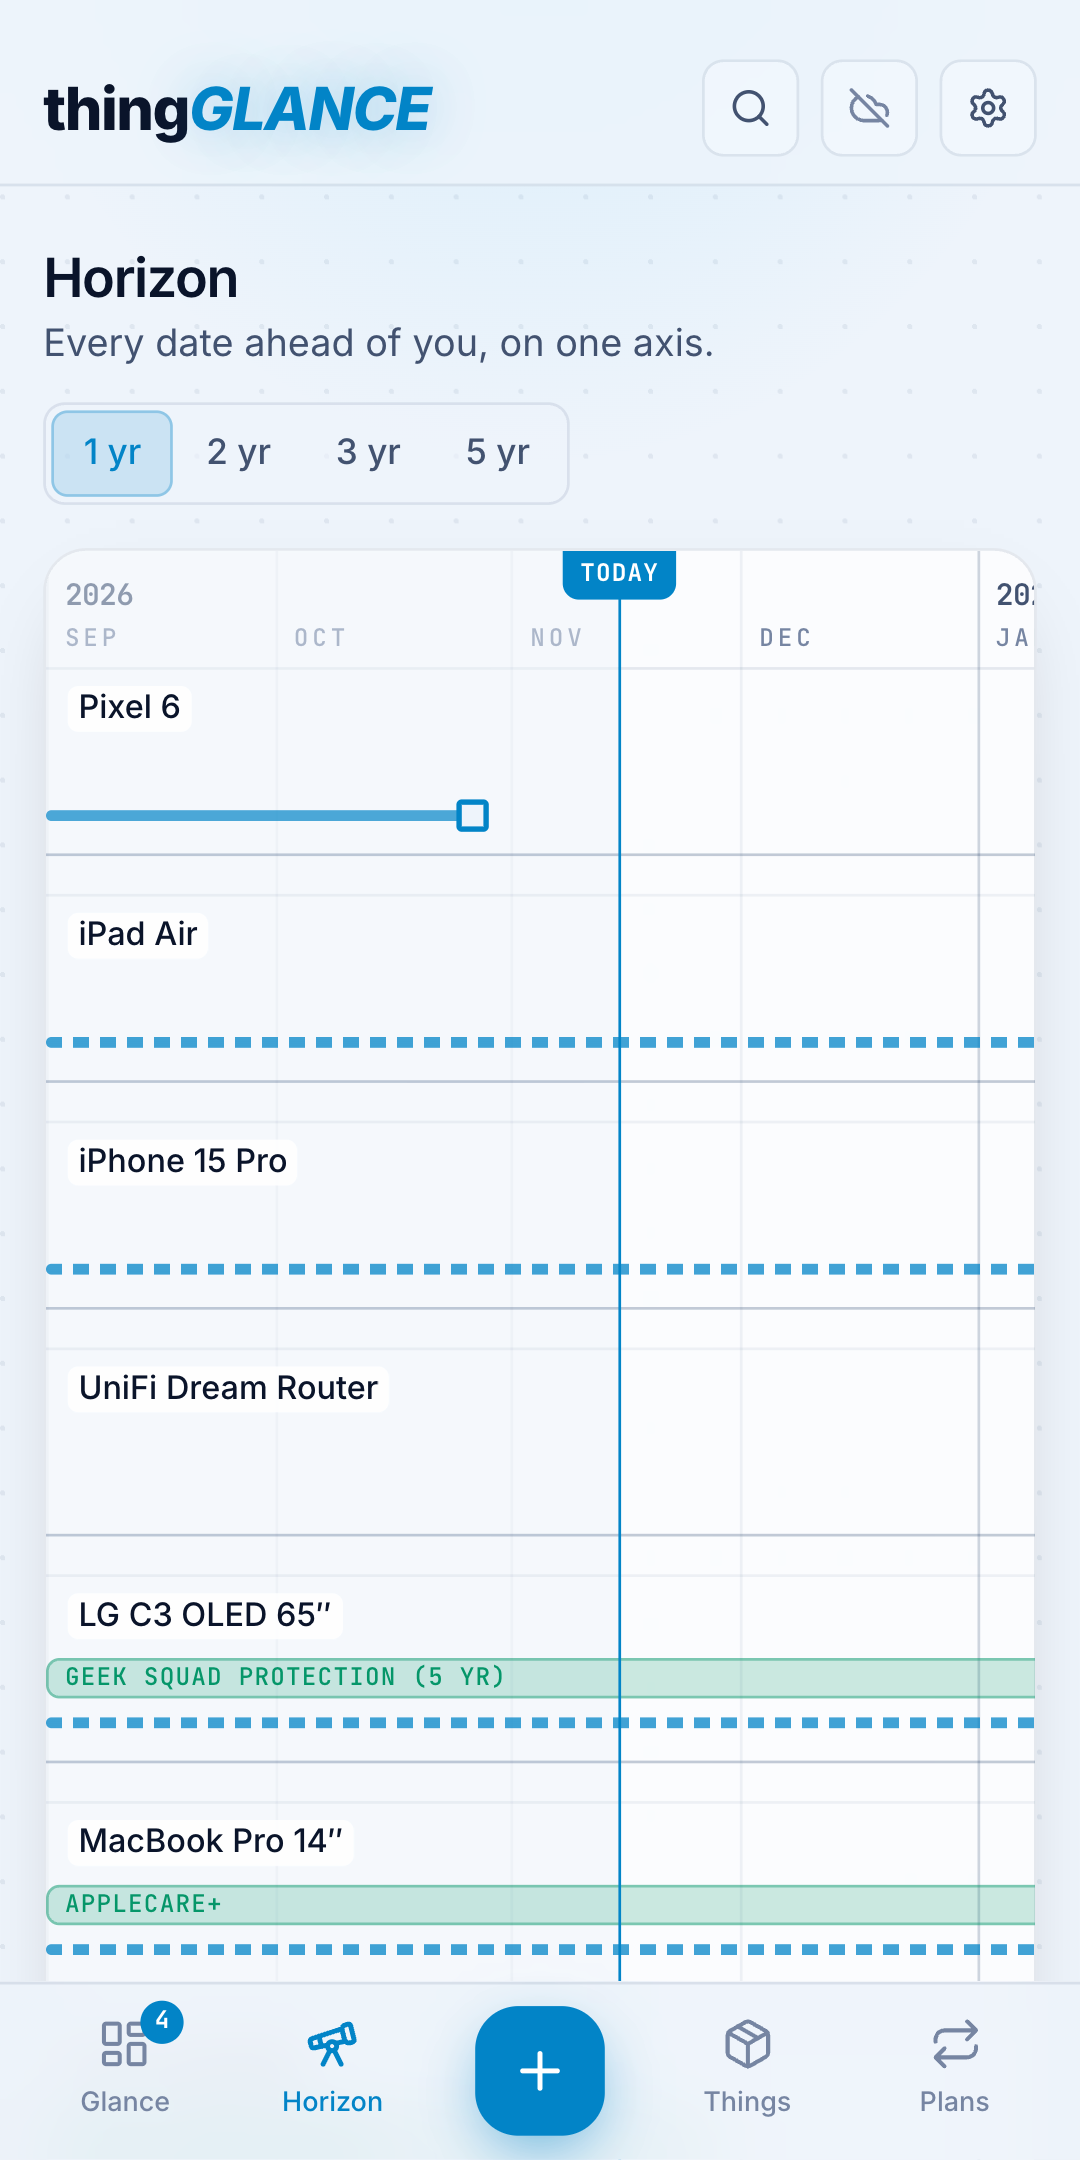 thingGLANCE
Horizon
Every date ahead of you, on one axis.
1 yr 2 yr 3 yr 5 yr
TODAY
2026
SEP OCT NOV DEC
Pixel 6
iPad Air
iPhone 15 Pro
UniFi Dream Router
LG C3 OLED 65″
GEEK SQUAD PROTECTION (5 YR)
MacBook Pro 14″
APPLECARE+
4
Glance Horizon Things Plans